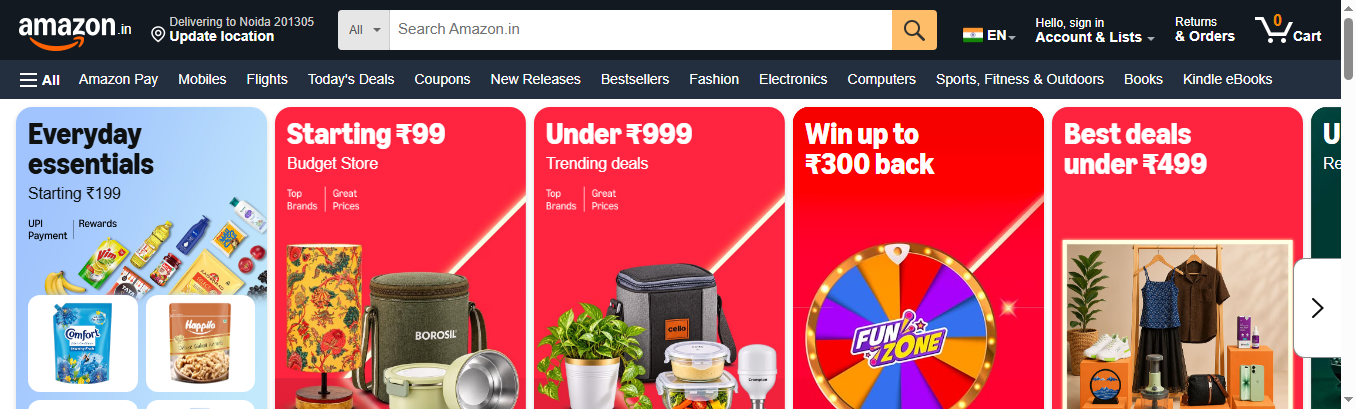 amazon.in
Delivering to Noida 201305
Update location
All
Search Amazon.in
EN
Hello, sign in
Account & Lists
Returns
& Orders
0
Cart
All
Amazon Pay
Mobiles
Flights
Today's Deals
Coupons
New Releases
Bestsellers
Fashion
Electronics
Computers
Sports, Fitness & Outdoors
Books
Kindle eBooks
Everyday
essentials
Starting ₹199
UPI
Payment
Rewards
Vim
Comfort
Happilo
Starting ₹99
Budget Store
Top
Brands
Great
Prices
BOROSIL
Under ₹999
Trending deals
Top
Brands
Great
Prices
cello
Crompton
Win up to
₹300 back
FUN
ZONE
Best deals
under ₹499
U
Re